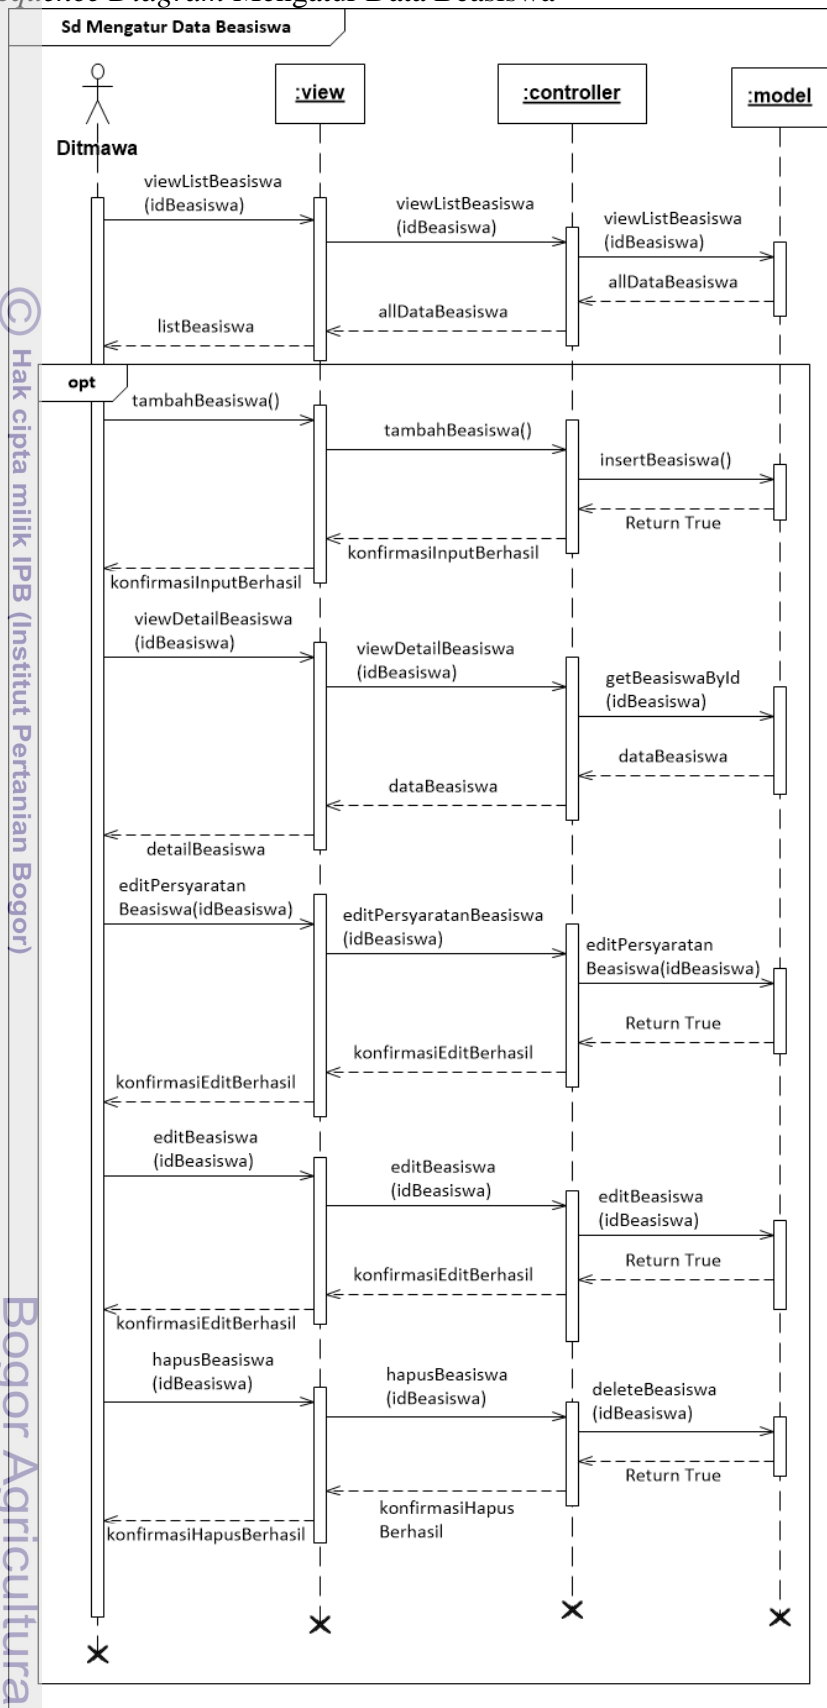 Diagram Mengatur Data Beasiswa
Sd Mengatur Data Beasiswa
:view
:controller
:model
Ditmawa
viewListBeasiswa
(idBeasiswa)
viewListBeasiswa
(idBeasiswa)
viewListBeasiswa
(idBeasiswa)
allDataBeasiswa
allDataBeasiswa
listBeasiswa
opt
tambahBeasiswa()
tambahBeasiswa()
insertBeasiswa()
Return True
konfirmasiInputBerhasil
konfirmasiInputBerhasil
viewDetailBeasiswa
(idBeasiswa)
viewDetailBeasiswa
(idBeasiswa)
getBeasiswaById
(idBeasiswa)
dataBeasiswa
dataBeasiswa
detailBeasiswa
editPersyaratan
Beasiswa(idBeasiswa)
editPersyaratanBeasiswa
(idBeasiswa)
editPersyaratan
Beasiswa(idBeasiswa)
Return True
konfirmasiEditBerhasil
konfirmasiEditBerhasil
editBeasiswa
(idBeasiswa)
editBeasiswa
(idBeasiswa)
editBeasiswa
(idBeasiswa)
Return True
konfirmasiEditBerhasil
konfirmasiEditBerhasil
hapusBeasiswa
(idBeasiswa)
hapusBeasiswa
(idBeasiswa)
deleteBeasiswa
(idBeasiswa)
Return True
konfirmasiHapus
Berhasil
konfirmasiHapusBerhasil
© Hak cipta milik IPB (Institut Pertanian Bogor)
Bogor Agricultura